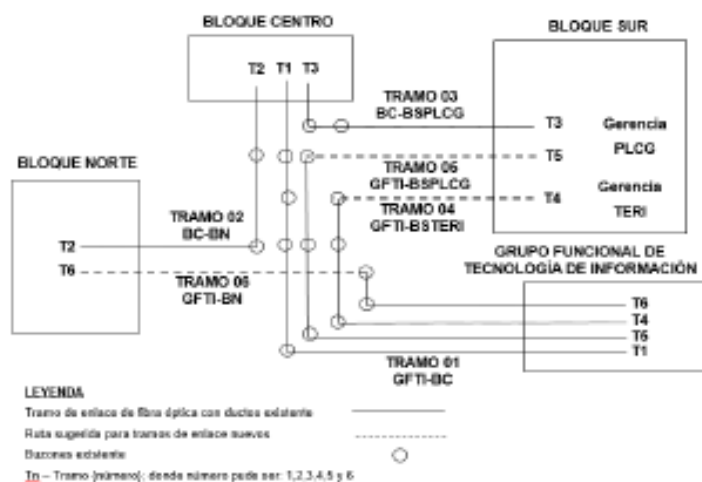 BLOQUE CENTRO
T2 T1 T3
BLOQUE SUR
TRAMO 03
BC-BSPLCG
T3
Gerencia
PLCG
T5
TRAMO 05
GFTI-BSPLCG
Gerencia
TERI
T4
TRAMO 04
GFTI-BSTERI
BLOQUE NORTE
T2
T6
TRAMO 02
BC-BN
TRAMO 06
GFTI-BN
GRUPO FUNCIONAL DE
TECNOLOGÍA DE INFORMACIÓN
T6
T4
T5
T1
TRAMO 01
GFTI-BC
LEYENDA
Tramo de enlace de fibra óptica con ductos existente
Ruta sugerida para tramos de enlace nuevos
Buzones existente
Tn – Tramo (número): donde número pude ser: 1,2,3,4,5 y 6